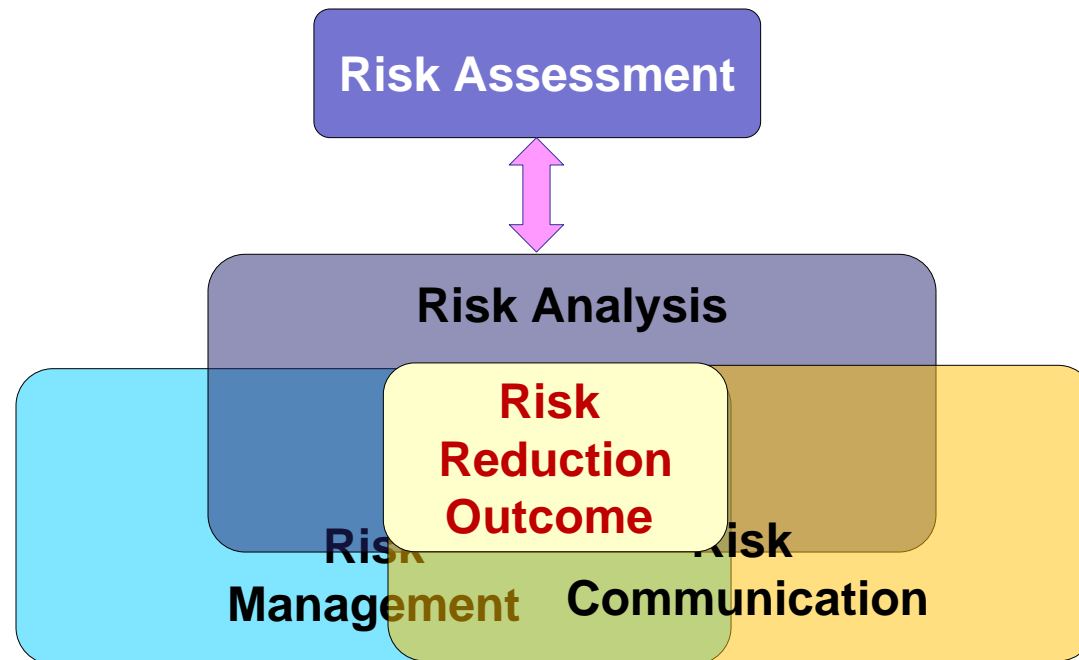 Risk Assessment
Risk Analysis
Risk
Reduction
Outcome
Risk
Management
Risk
Communication